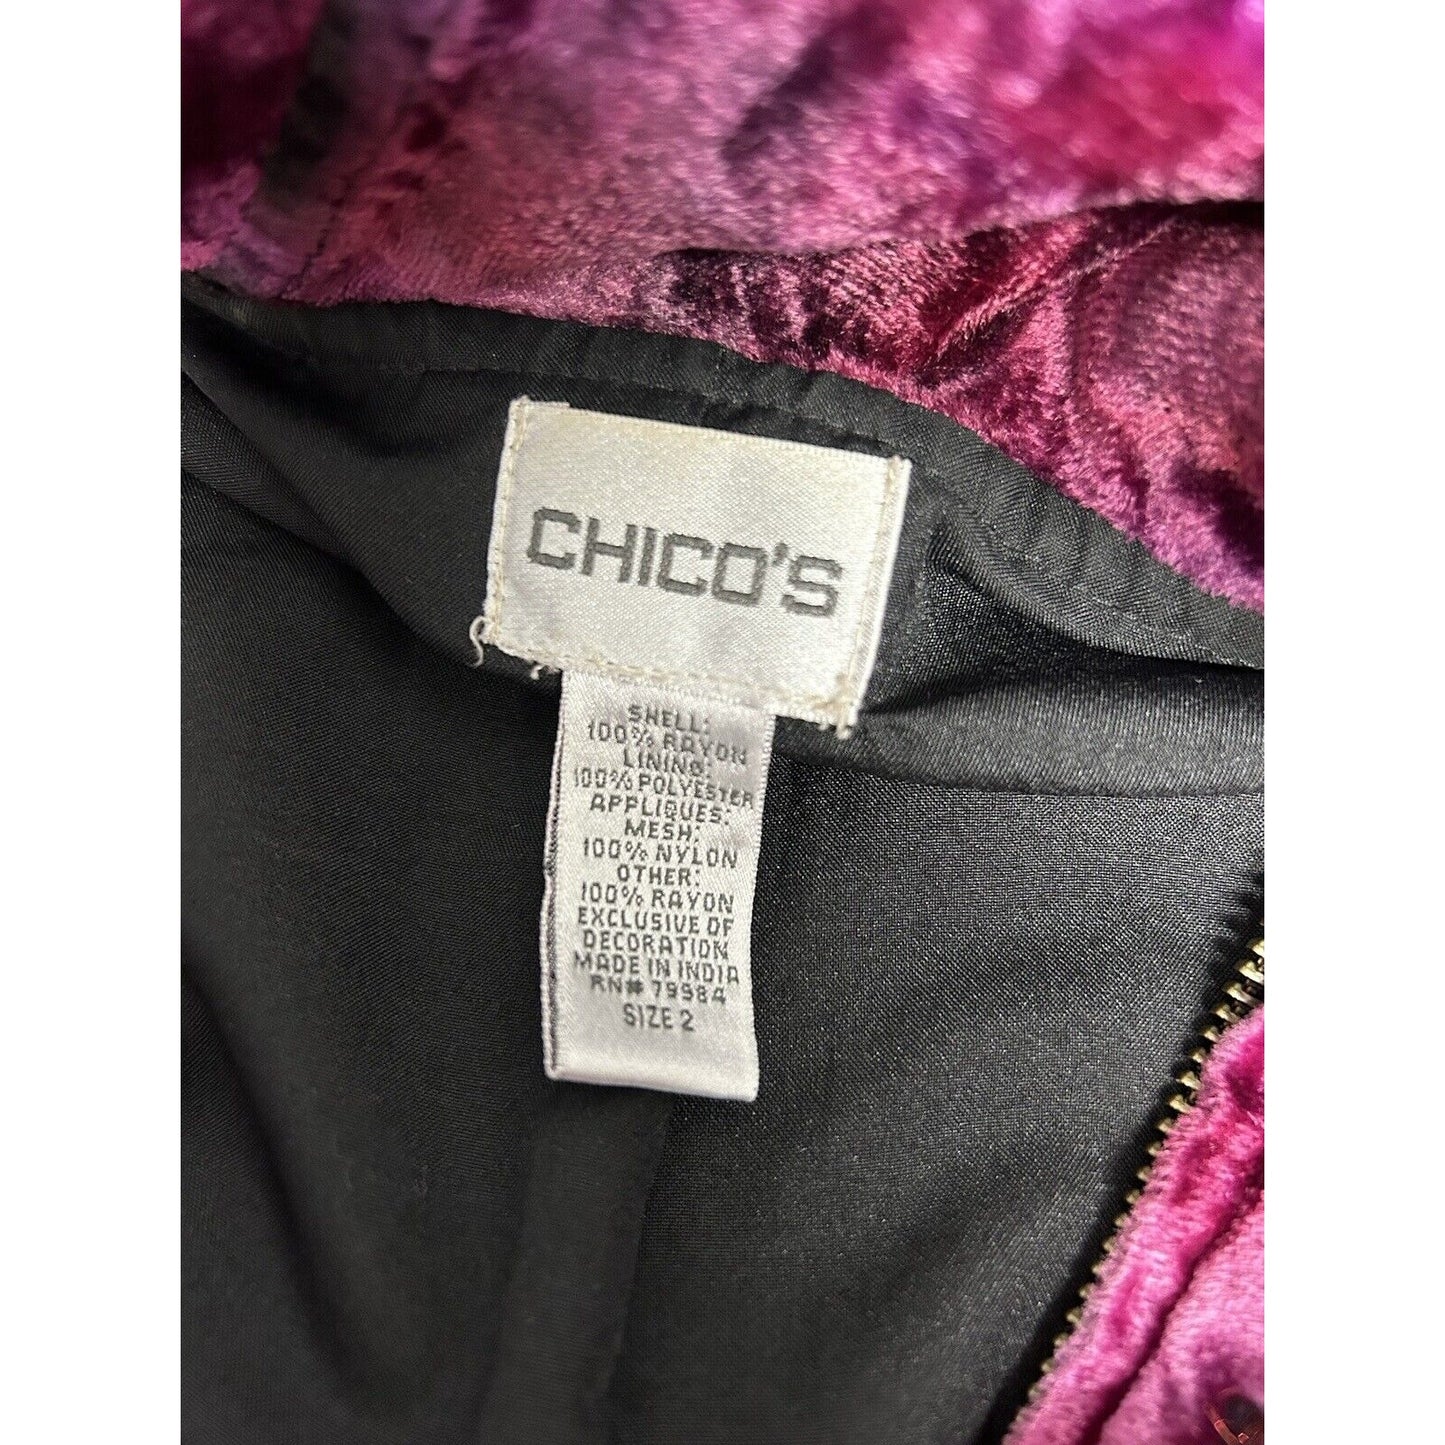 CHICO'S
SHELL:
100% RAYON
LINING:
100% POLYESTER
APPLIQUES:
MESH:
100% NYLON
OTHER:
100% RAYON
EXCLUSIVE OF
DECORATION
MADE IN INDIA
RN# 79984
SIZE 2